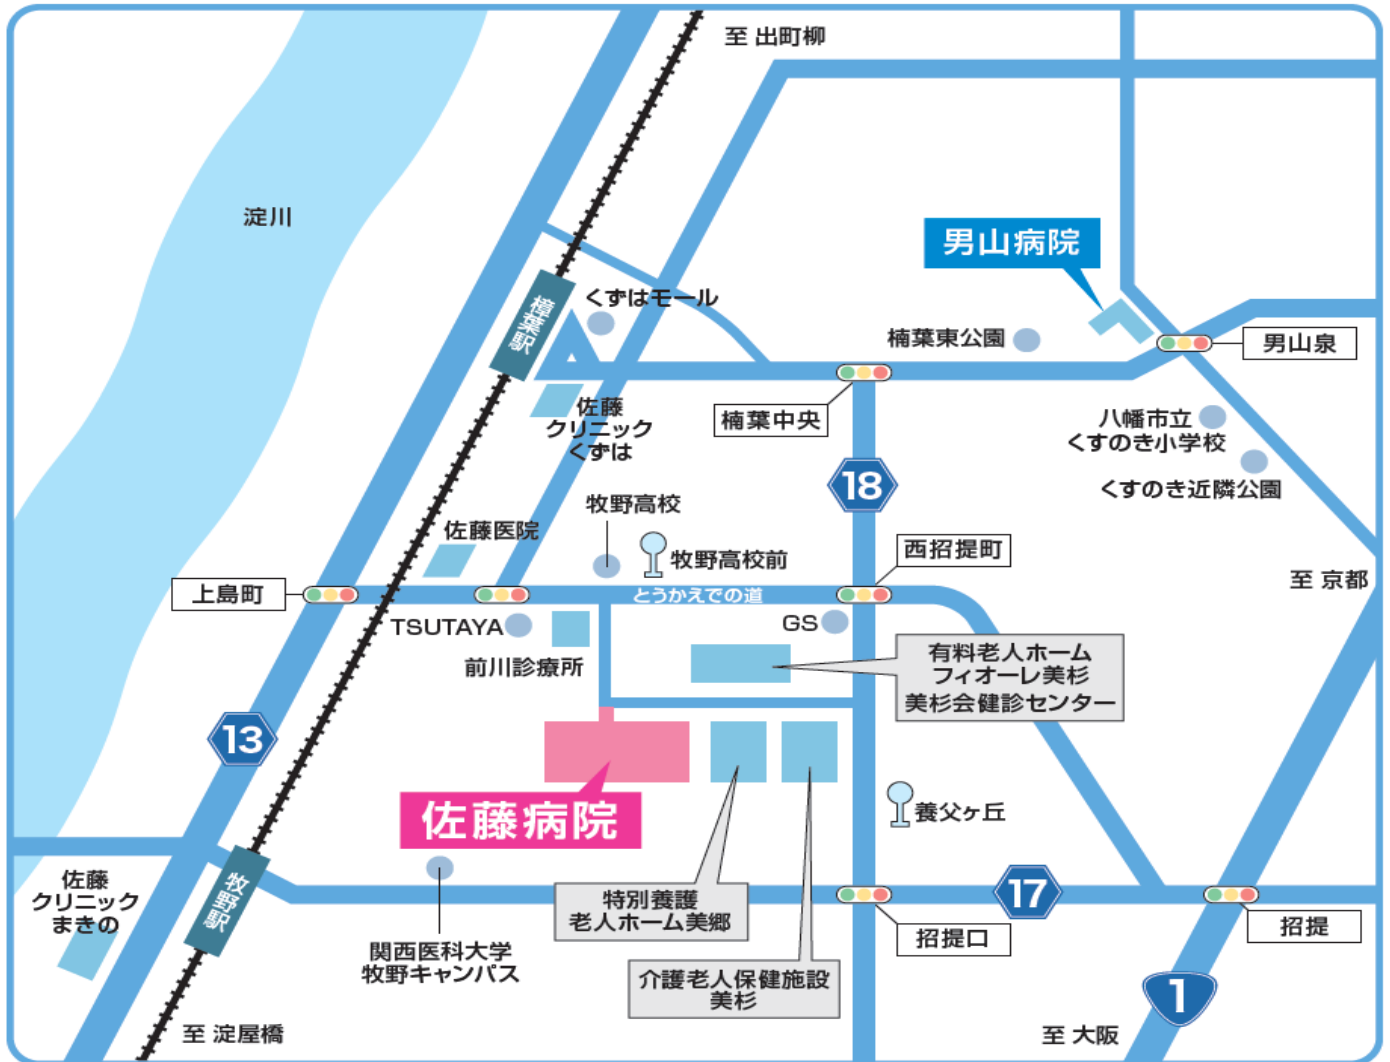 至 出町柳
淀川
男山病院
くずはモール
樟葉駅
楠葉東公園
男山泉
佐藤
クリニック
くずは
楠葉中央
八幡市立
くすのき小学校
くすのき近隣公園
18
牧野高校
佐藤医院
牧野高校前
西招提町
至 京都
上島町
とうかえでの道
TSUTAYA
GS
前川診療所
有料老人ホーム
フィオーレ美杉
美杉会健診センター
13
佐藤病院
養父ヶ丘
佐藤
クリニック
まきの
牧野駅
特別養護
老人ホーム美郷
17
招提口
招提
関西医科大学
牧野キャンパス
介護老人保健施設
美杉
1
至 淀屋橋
至 大阪